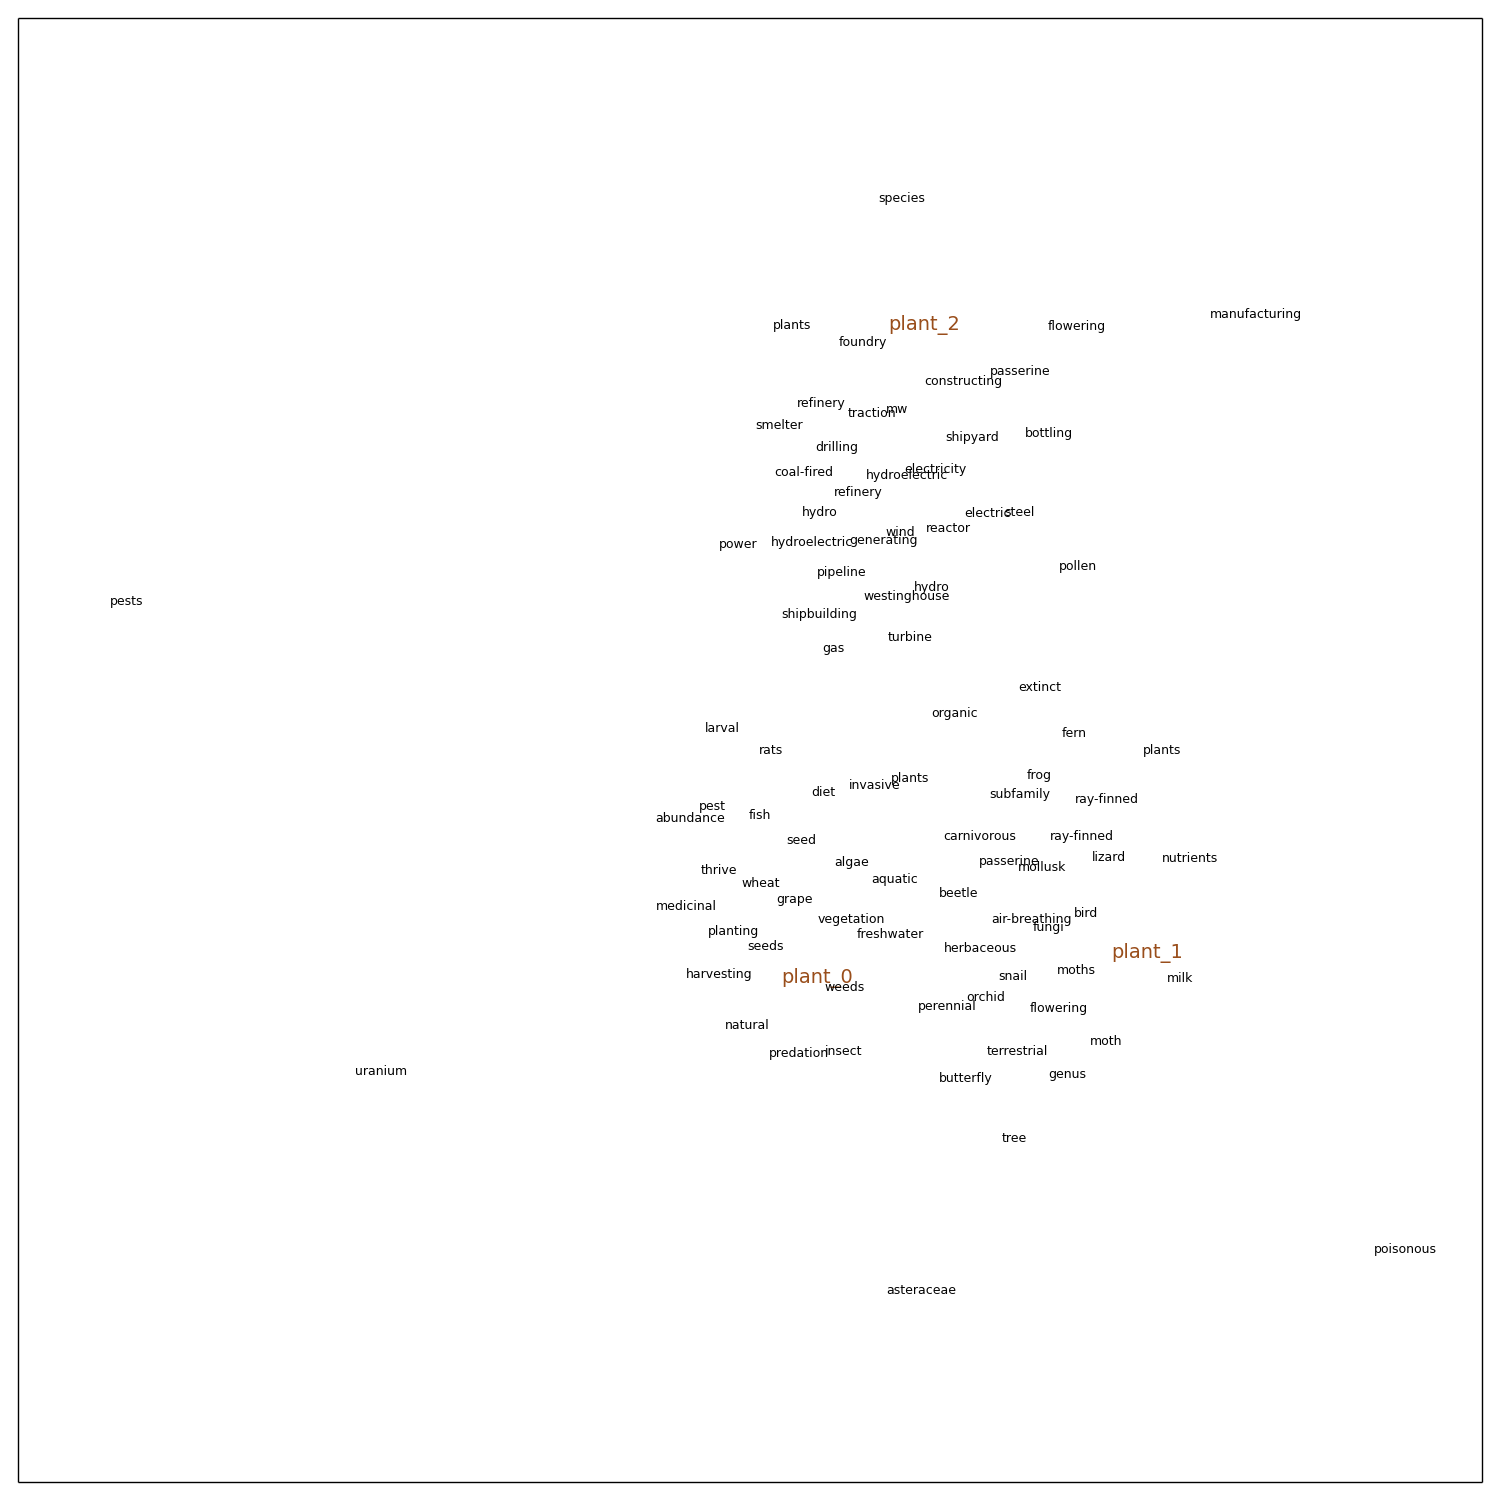 species
manufacturing
plants
plant_2
flowering
foundry
passerine
constructing
refinery
mw
traction
smelter
bottling
shipyard
drilling
electricity
coal-fired
hydroelectric
refinery
hydro
electric
steel
reactor
wind
generating
hydroelectric
power
pollen
pipeline
hydro
westinghouse
pests
shipbuilding
turbine
gas
extinct
organic
larval
fern
rats
plants
frog
plants
invasive
diet
subfamily
ray-finned
pest
fish
abundance
carnivorous
ray-finned
seed
lizard
nutrients
passerine
algae
mollusk
thrive
aquatic
wheat
beetle
grape
medicinal
bird
vegetation
air-breathing
fungi
planting
freshwater
seeds
herbaceous
plant_1
moths
harvesting
plant_0
snail
milk
weeds
orchid
perennial
flowering
natural
moth
predation
insect
terrestrial
uranium
genus
butterfly
tree
poisonous
asteraceae